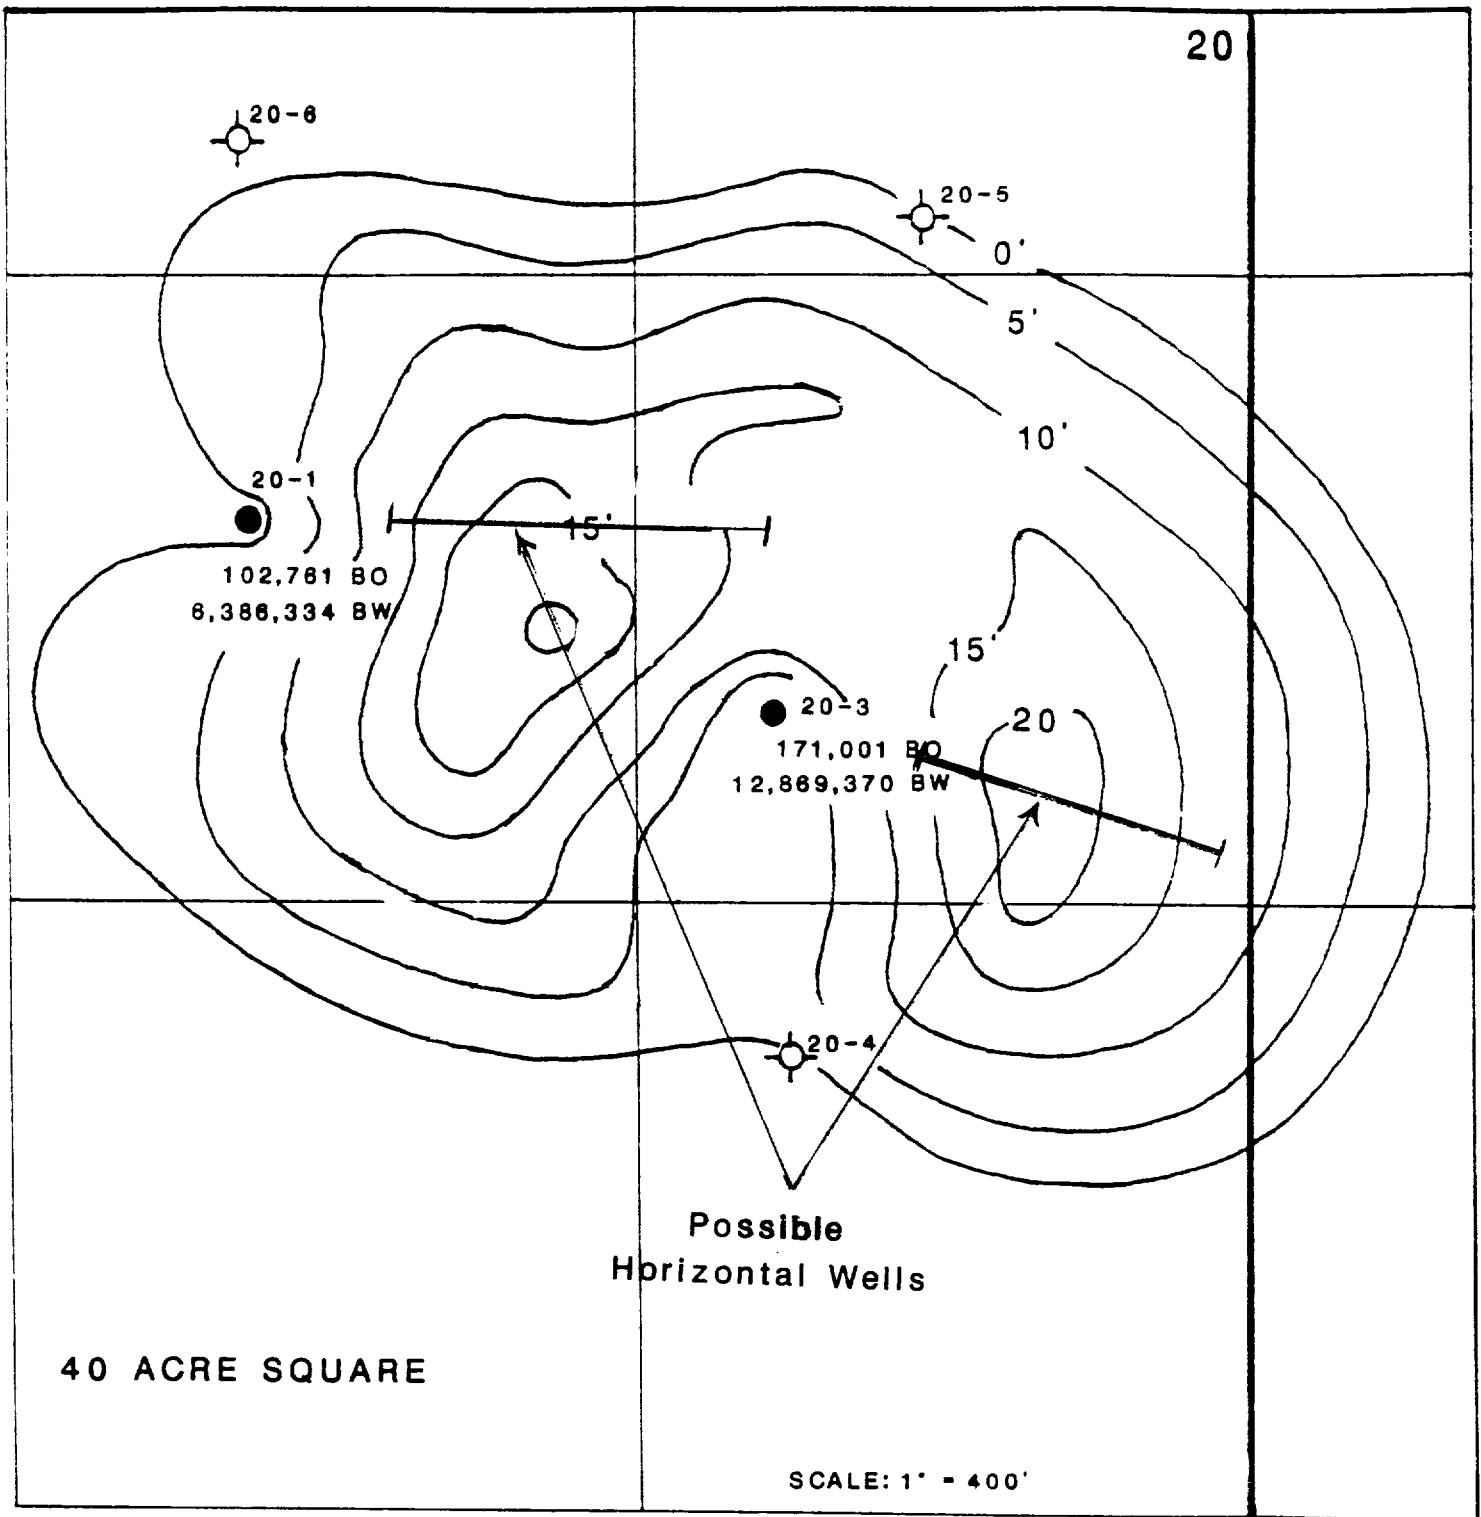 20
20-6
20-5
0'
5'
10'
20-1
15'
102,761 BO
6,386,334 BW
15'
20-3
20
171,001 BO
12,869,370 BW
20-4
Possible
Horizontal Wells
40 ACRE SQUARE
SCALE: 1" = 400'